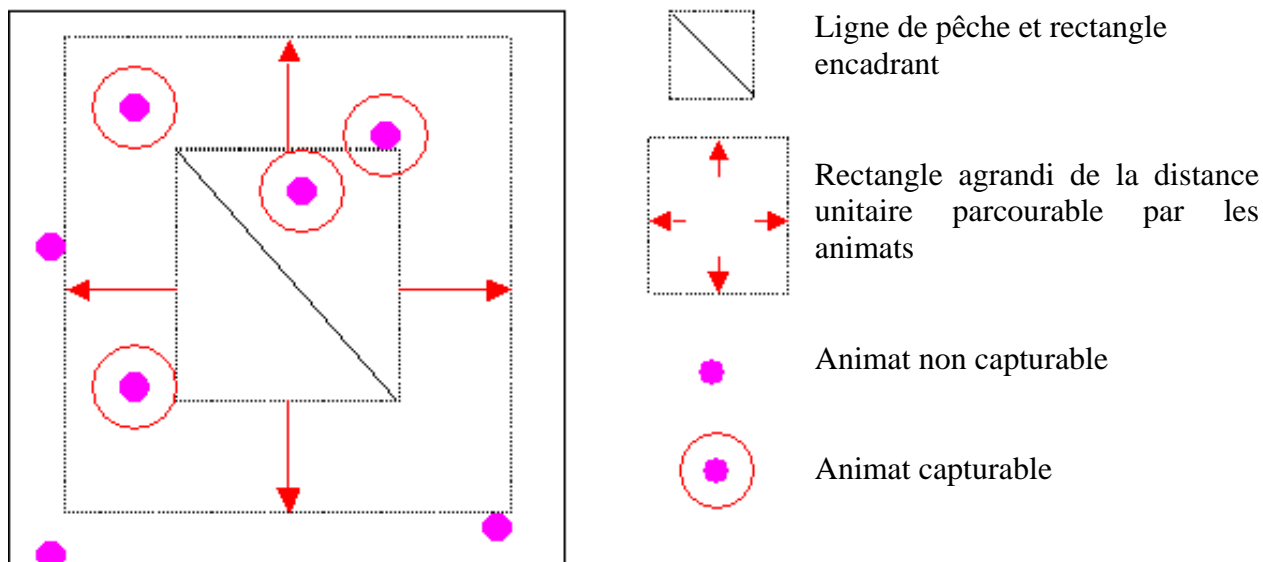 Ligne de pêche et rectangle
encadrant
Rectangle agrandi de la distance
unitaire parcourable par les
animats
Animat non capturable
Animat capturable